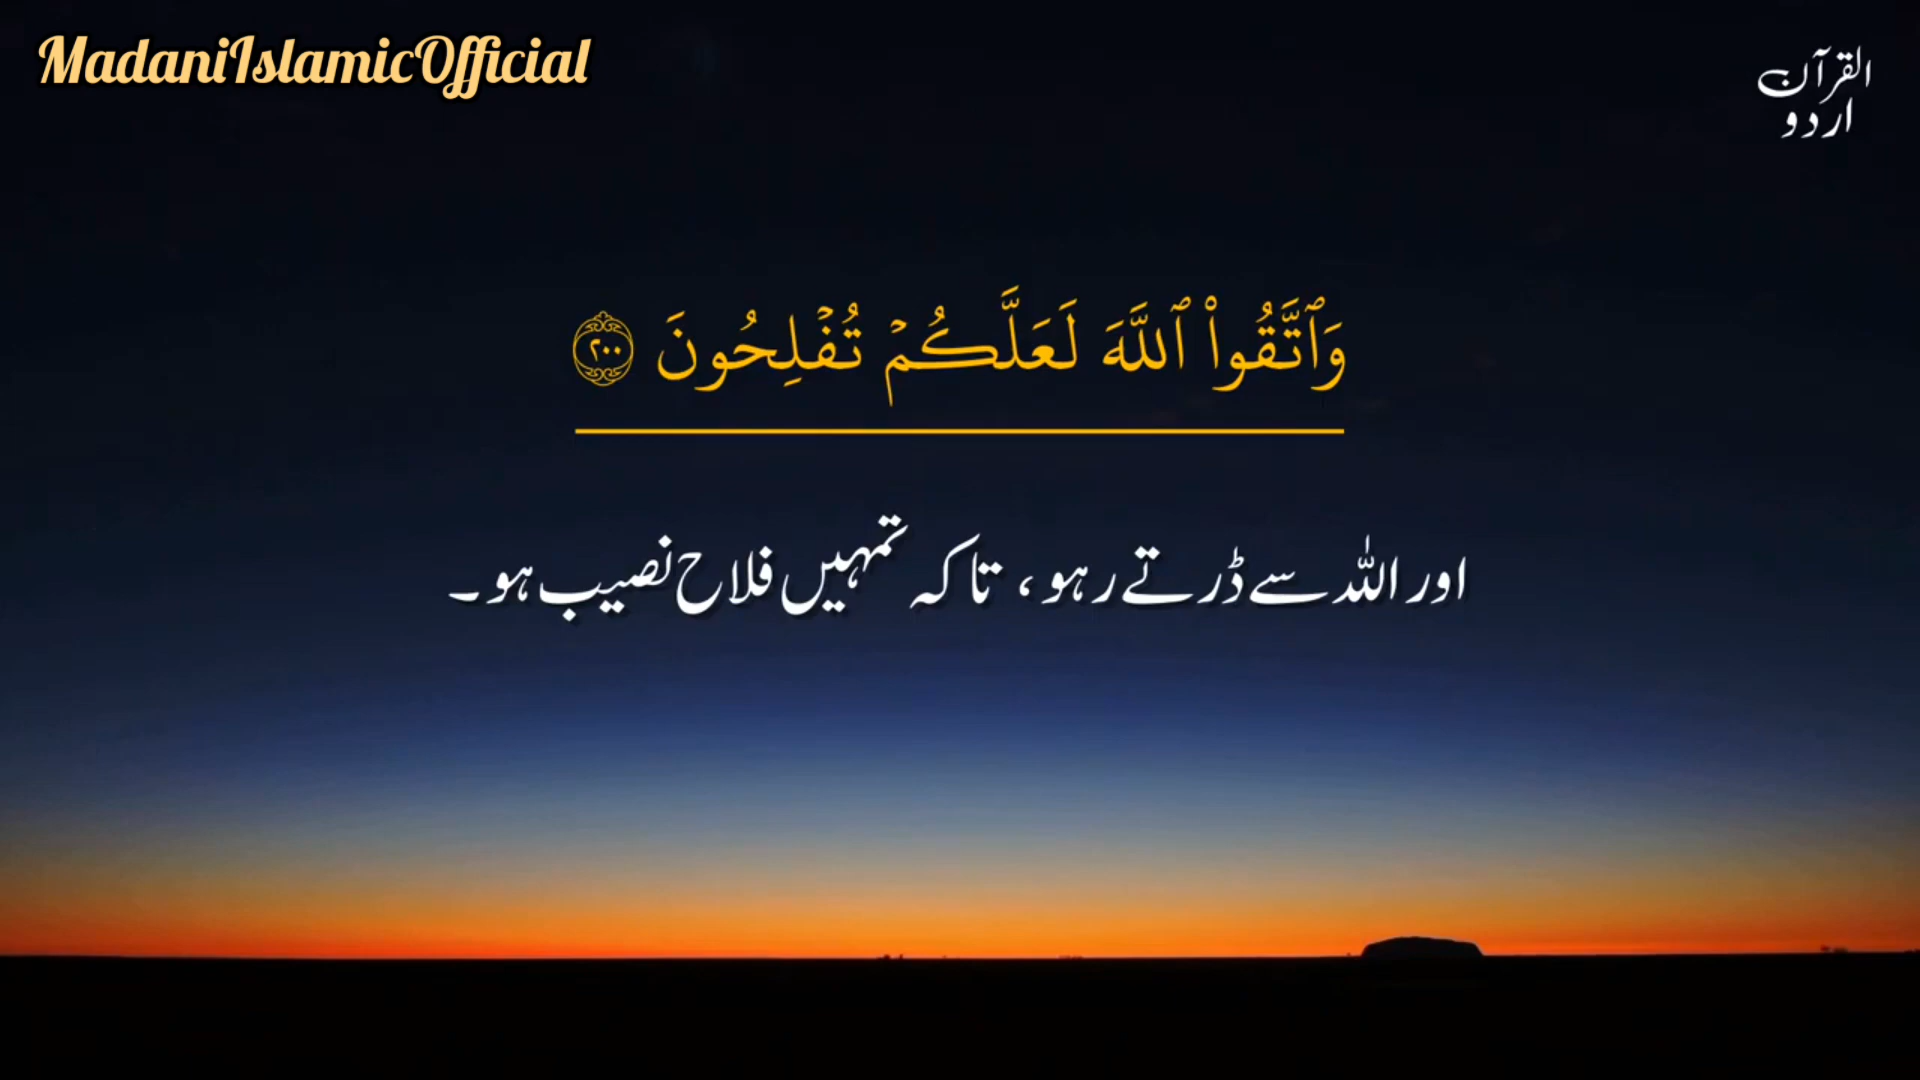 MadaniIslamicOfficial
القرآن
اردو
وَٱتَّقُوا۟ ٱللَّهَ لَعَلَّكُمۡ تُفۡلِحُونَ ٢٠٠
اور اللہ سے ڈرتے رہو، تاکہ تمہیں فلاح نصیب ہو۔